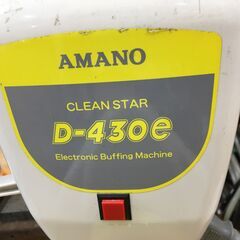 AMANO
CLEAN STAR
D-430e
Electronic Buffing Machine